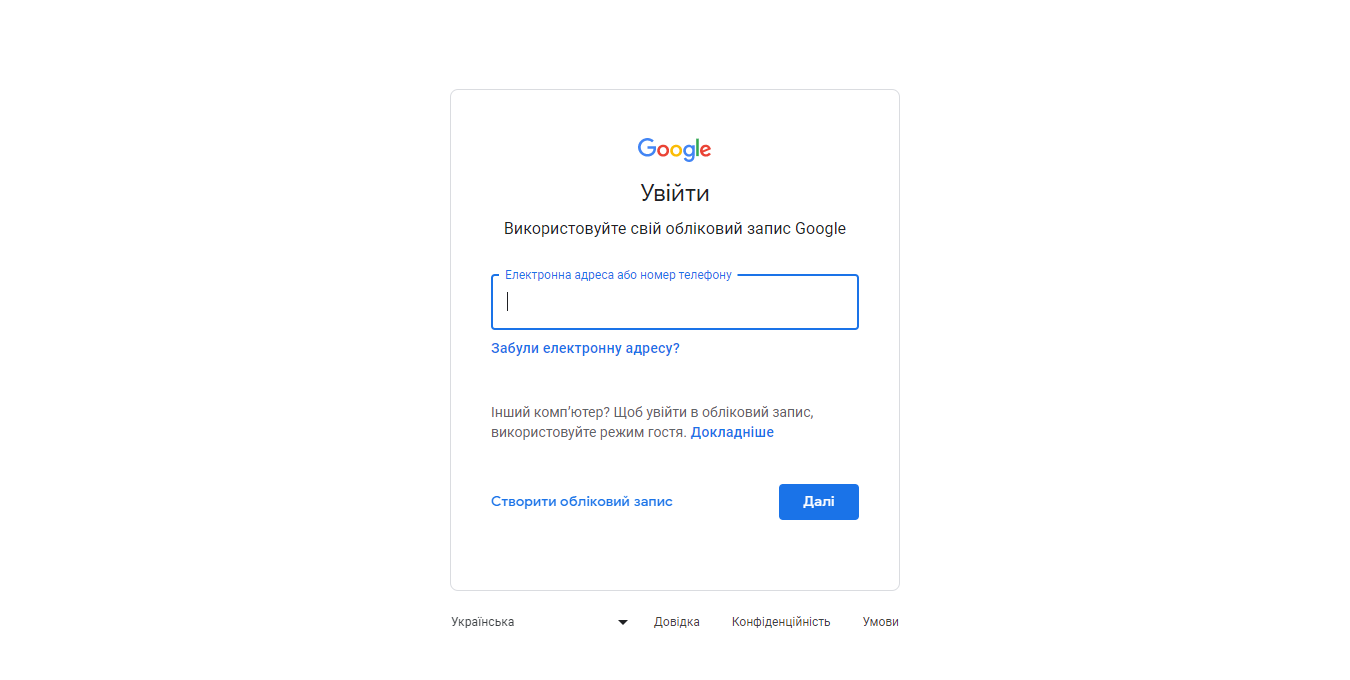 Google
Увійти
Використовуйте свій обліковий запис Google
Електронна адреса або номер телефону
Забули електронну адресу?
Інший комп’ютер? Щоб увійти в обліковий запис,
використовуйте режим гостя. Докладніше
Створити обліковий запис
Далі
Українська
Довідка
Конфіденційність
Умови